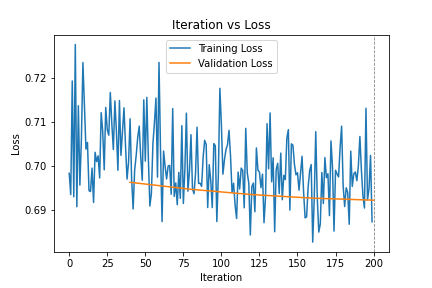 Iteration vs Loss
Training Loss
Validation Loss
0.72
0.71
0.70
0.69
Loss
0
25
50
75
100
125
150
175
200
Iteration